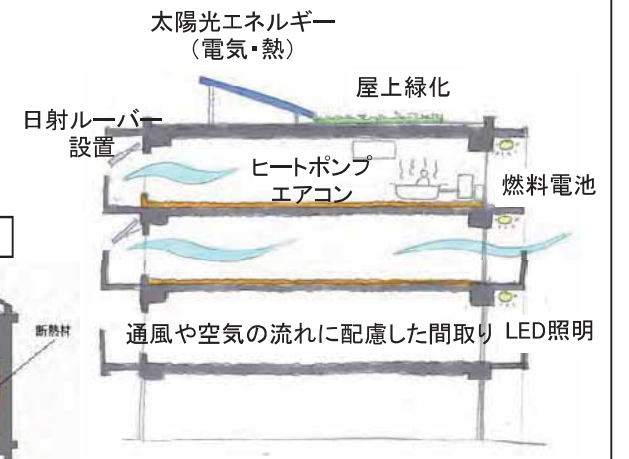 太陽光エネルギー
（電気・熱）
屋上緑化
日射ルーバー
設置
ヒートポンプ
エアコン
燃料電池
断熱材
通風や空気の流れに配慮した間取り
LED照明